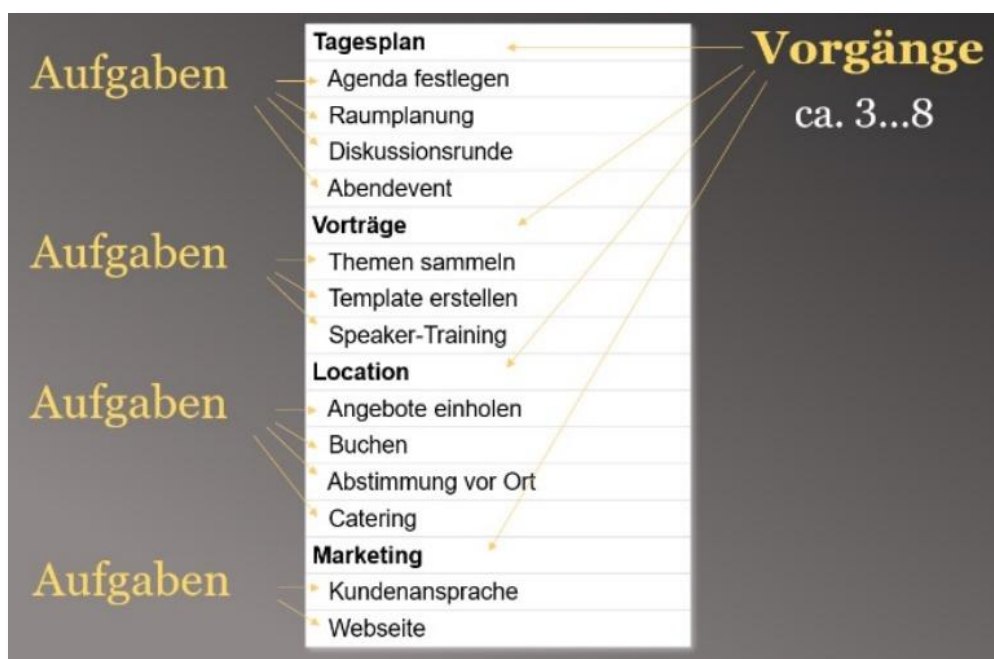 Aufgaben
Aufgaben
Aufgaben
Aufgaben
Tagesplan
Agenda festlegen
Raumplanung
Diskussionsrunde
Abendevent
Vorträge
Themen sammeln
Template erstellen
Speaker-Training
Location
Angebote einholen
Buchen
Abstimmung vor Ort
Catering
Marketing
Kundenansprache
Webseite
Vorgänge
ca. 3...8